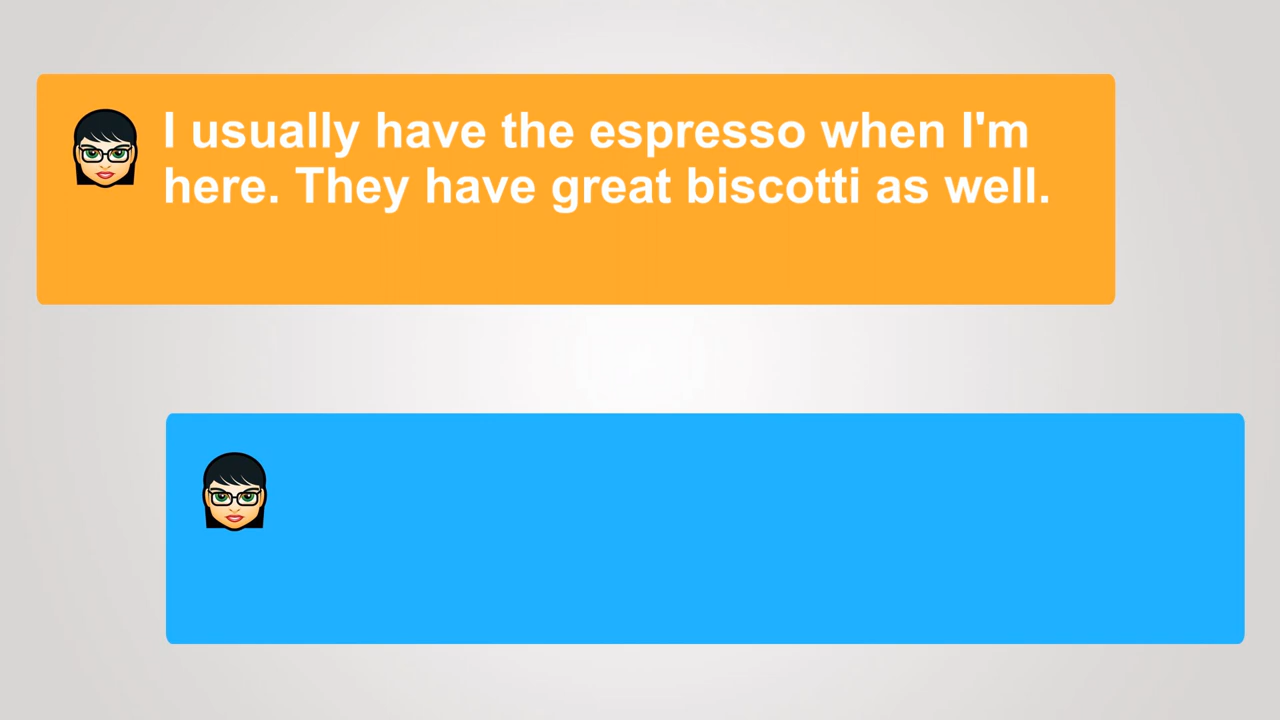 I usually have the espresso when I'm
here. They have great biscotti as well.